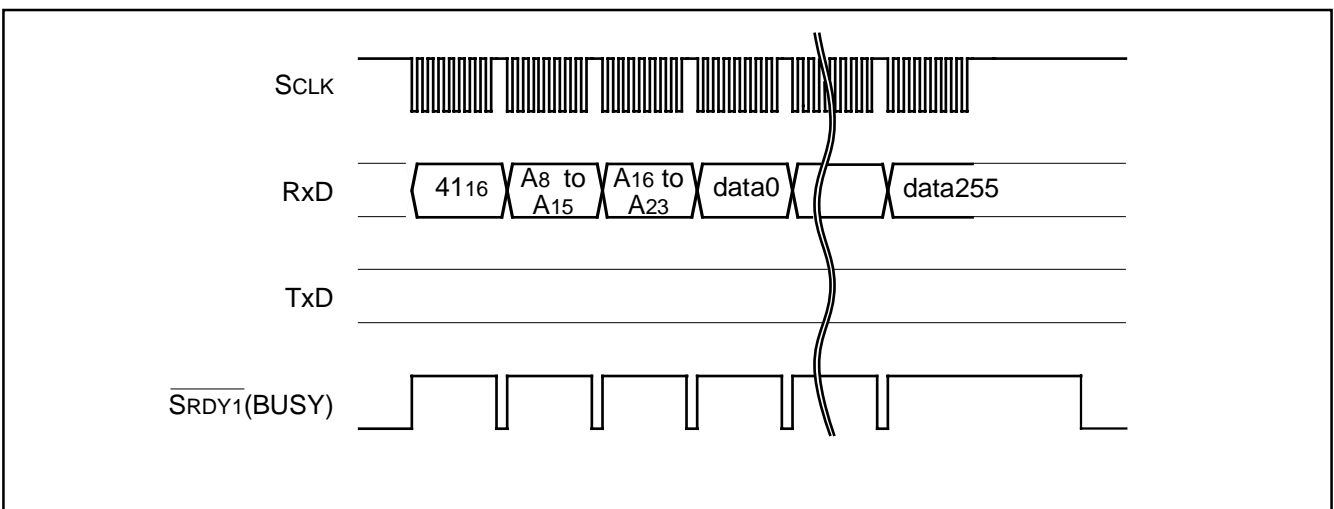 SCLK
RxD
4116
A8 to
A15
A16 to
A23
data0
data255
TxD
SRDY1(BUSY)